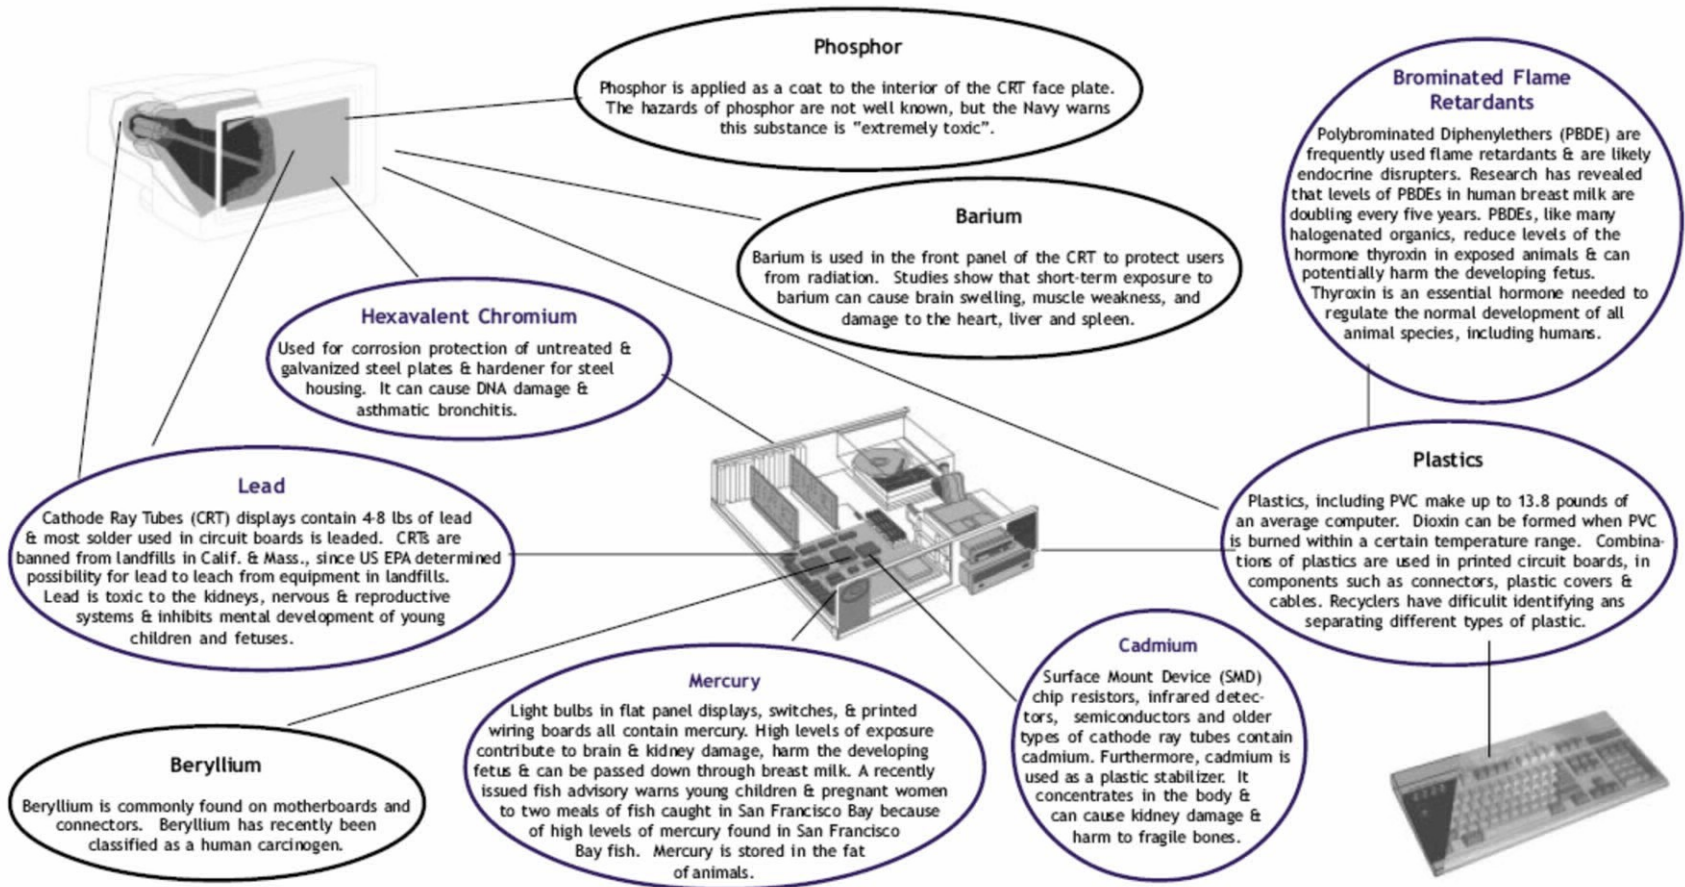 Phosphor
Phosphor is applied as a coat to the interior of the CRT face plate.
The hazards of phosphor are not well known, but the Navy warns
this substance is “extremely toxic”.
Brominated Flame
Retardants
Polybrominated Diphenylethers (PBDE) are
frequently used flame retardants & are likely
endocrine disrupters. Research has revealed
that levels of PBDEs in human breast milk are
doubling every five years. PBDEs, like many
halogenated organics, reduce levels of the
hormone thyroxin in exposed animals & can
potentially harm the developing fetus.
Thyroxin is an essential hormone needed to
regulate the normal development of all
animal species, including humans.
Barium
Barium is used in the front panel of the CRT to protect users
from radiation. Studies show that short-term exposure to
barium can cause brain swelling, muscle weakness, and
damage to the heart, liver and spleen.
Hexavalent Chromium
Used for corrosion protection of untreated &
galvanized steel plates & hardener for steel
housing. It can cause DNA damage &
asthmatic bronchitis.
Lead
Cathode Ray Tubes (CRT) displays contain 4-8 lbs of lead
& most solder used in circuit boards is leaded. CRTs are
banned from landfills in Calif. & Mass., since US EPA determined
possibility for lead to leach from equipment in landfills.
Lead is toxic to the kidneys, nervous & reproductive
systems & inhibits mental development of young
children and fetuses.
Plastics
Plastics, including PVC make up to 13.8 pounds of
an average computer. Dioxin can be formed when PVC
is burned within a certain temperature range. Combina-
tions of plastics are used in printed circuit boards, in
components such as connectors, plastic covers &
cables. Recyclers have dificulit identifying ans
separating different types of plastic.
Mercury
Light bulbs in flat panel displays, switches, & printed
wiring boards all contain mercury. High levels of exposure
contribute to brain & kidney damage, harm the developing
fetus & can be passed down through breast milk. A recently
issued fish advisory warns young children & pregnant women
to two meals of fish caught in San Francisco Bay because
of high levels of mercury found in San Francisco
Bay fish. Mercury is stored in the fat
of animals.
Cadmium
Surface Mount Device (SMD)
chip resistors, infrared detec-
tors, semiconductors and older
types of cathode ray tubes contain
cadmium. Furthermore, cadmium is
used as a plastic stabilizer. It
concentrates in the body &
can cause kidney damage &
harm to fragile bones.
Beryllium
Beryllium is commonly found on motherboards and
connectors. Beryllium has recently been
classified as a human carcinogen.